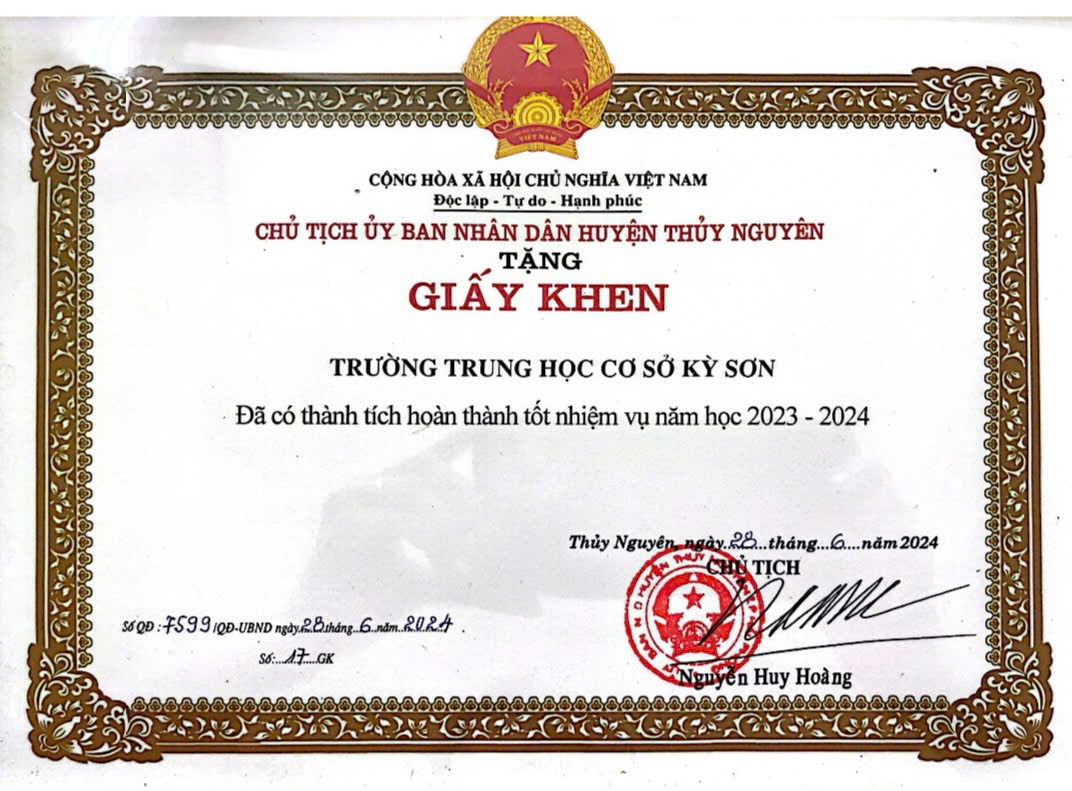 VIỆT NAM
CỘNG HÒA XÃ HỘI CHỦ NGHĨA VIỆT NAM
Độc lập - Tự do - Hạnh phúc
CHỦ TỊCH ỦY BAN NHÂN DÂN HUYỆN THỦY NGUYÊN
TẶNG
GIẤY KHEN
TRƯỜNG TRUNG HỌC CƠ SỞ KỲ SƠN
Đã có thành tích hoàn thành tốt nhiệm vụ năm học 2023 - 2024
Thủy Nguyên, ngày..28...tháng...6....năm 2024
CHỦ TỊCH
Số QĐ : 7599/QĐ-UBND ngày.28.tháng...6..năm..2024
Số:...17.....GK
Nguyễn Huy Hoàng